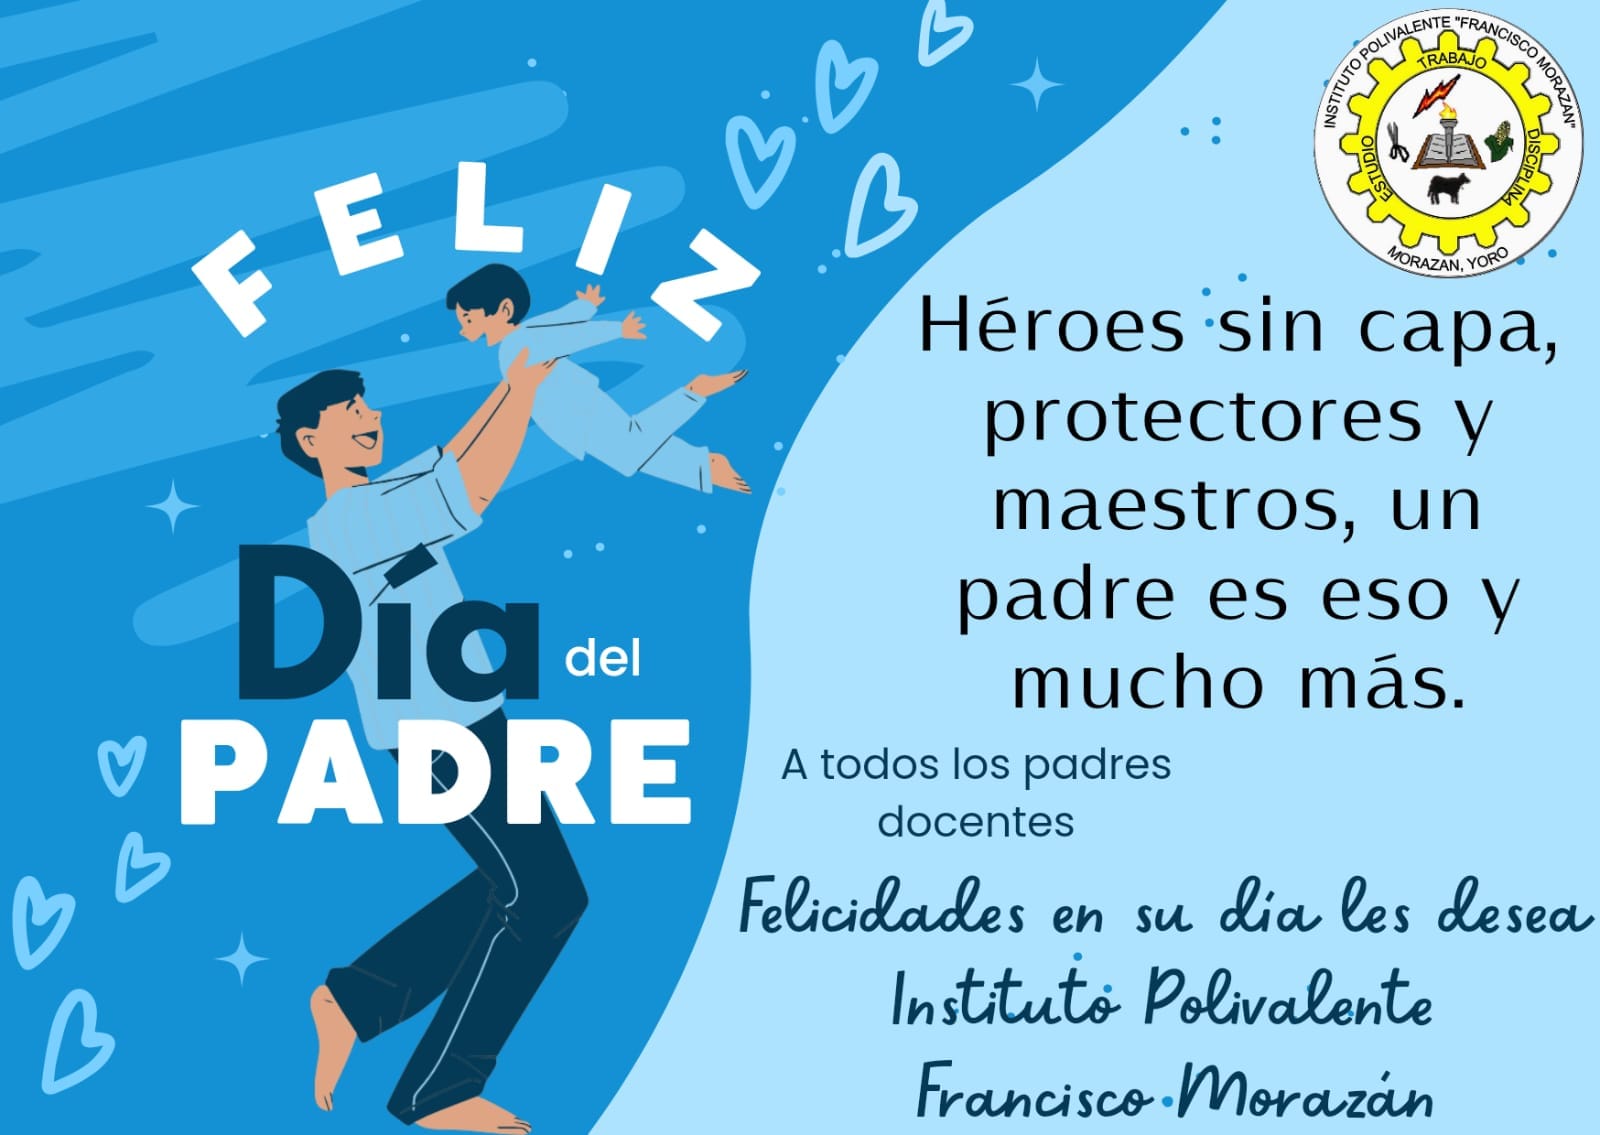 FELIZ
Día del
PADRE
INSTITUTO POLIVALENTE "FRANCISCO MORAZAN"
TRABAJO
ESTUDIO
DISCIPLINA
MORAZAN, YORO
Héroes sin capa,
protectores y
maestros, un
padre es eso y
mucho más.
A todos los padres
docentes
Felicidades en su día les desea
Instituto Polivalente
Francisco Morazán